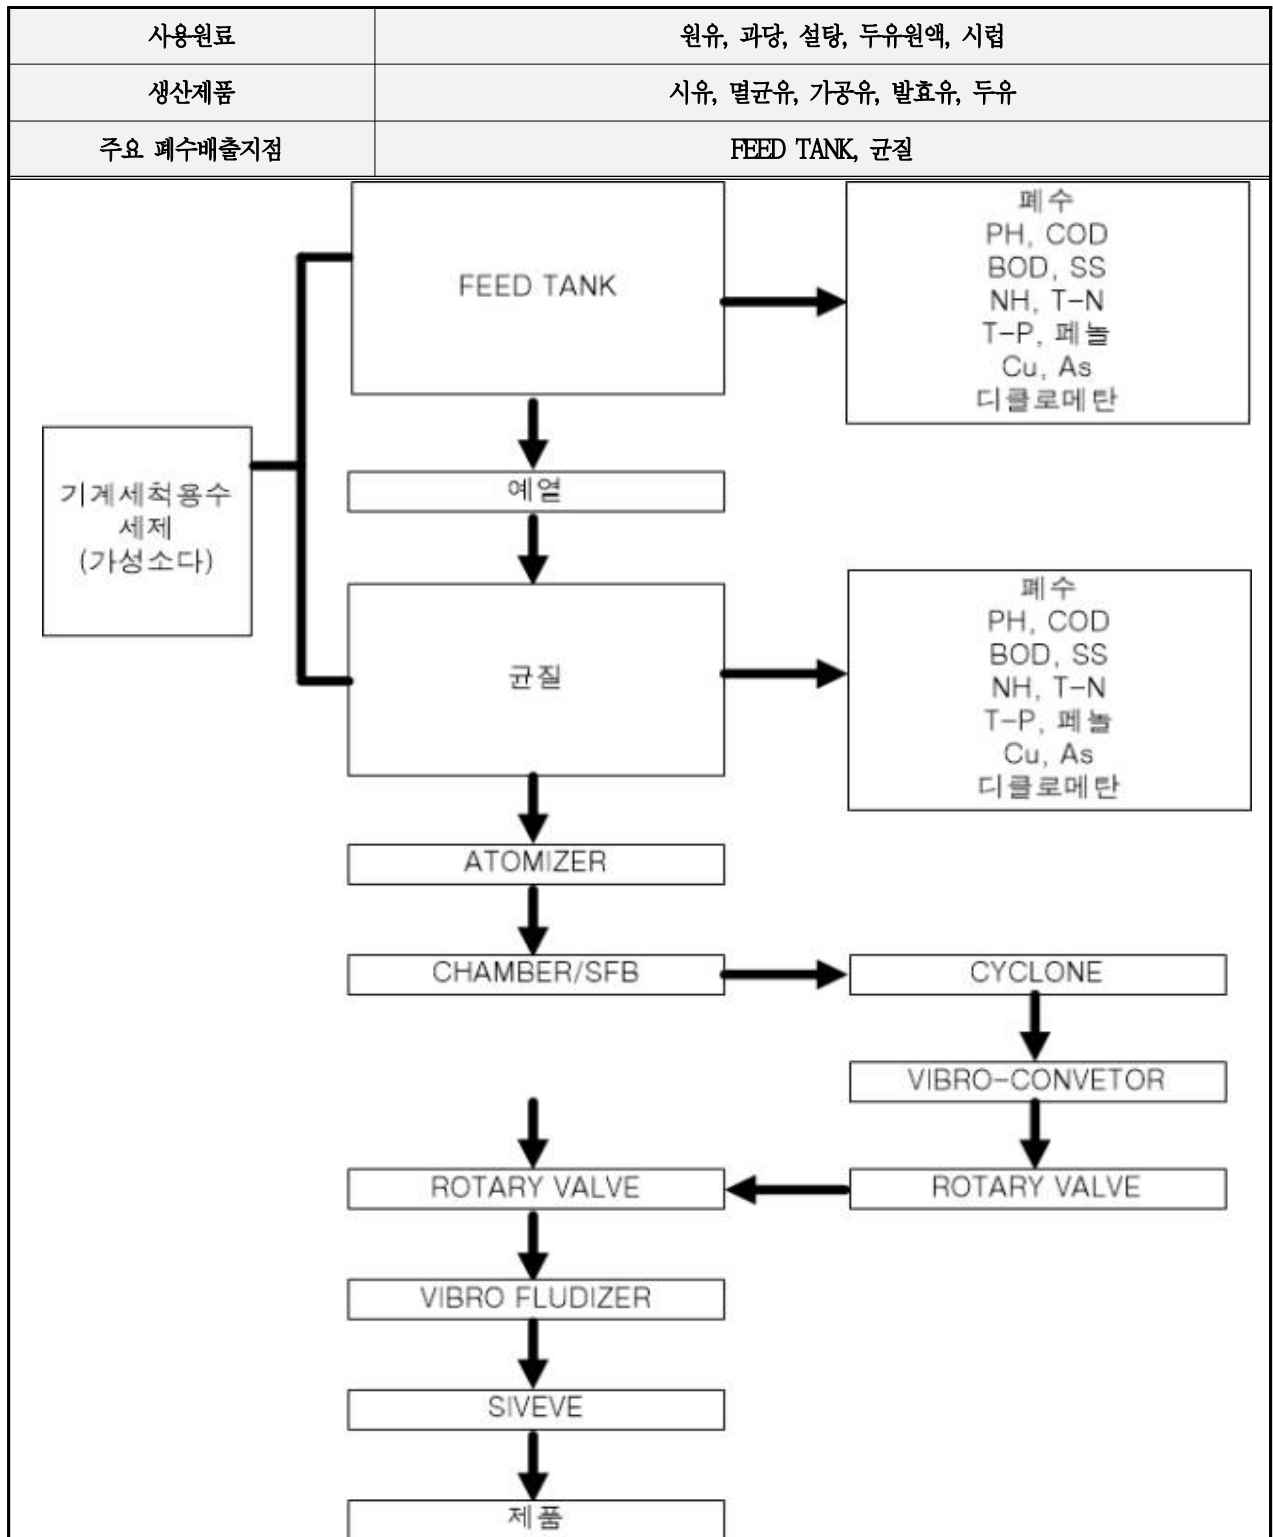 사용원료 원유, 과당, 설탕, 두유원액, 시럽
생산제품 시유, 멸균유, 가공유, 발효유, 두유
주요 폐수배출지점 FEED TANK, 균질
FEED TANK
폐수
PH, COD
BOD, SS
NH, T-N
T-P, 페놀
Cu, As
디클로메탄
예열
기계세척용수
세제
(가성소다)
균질
폐수
PH, COD
BOD, SS
NH, T-N
T-P, 페놀
Cu, As
디클로메탄
ATOMIZER
CHAMBER/SFB
CYCLONE
VIBRO-CONVETOR
ROTARY VALVE
ROTARY VALVE
VIBRO FLUDIZER
SIVEVE
제품